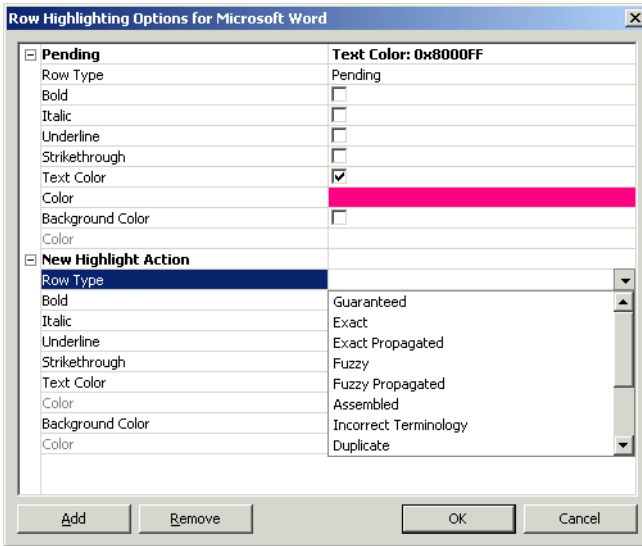 Row Highlighting Options for Microsoft Word
Pending Text Color: 0x8000FF
Row Type Pending
Bold
Italic
Underline
Strikethrough
Text Color
Color
Background Color
Color
New Highlight Action
Row Type
Bold Guaranteed
Italic Exact
Underline Exact Propagated
Strikethrough Fuzzy
Text Color Fuzzy Propagated
Color Assembled
Background Color Incorrect Terminology
Color Duplicate
Add Remove OK Cancel